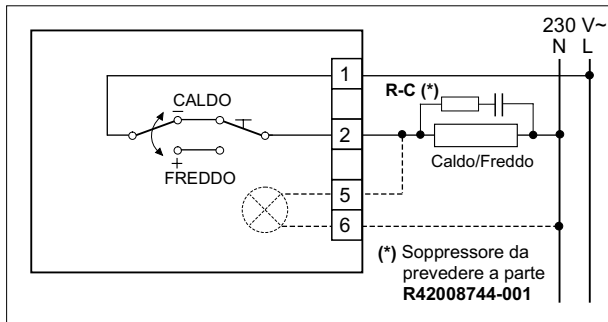 230 V~
N L
1
R-C (*)
CALDO
–
2
Caldo/Freddo
+
FREDDO
5
6
(*) Soppressore da
prevedere a parte
R42008744-001